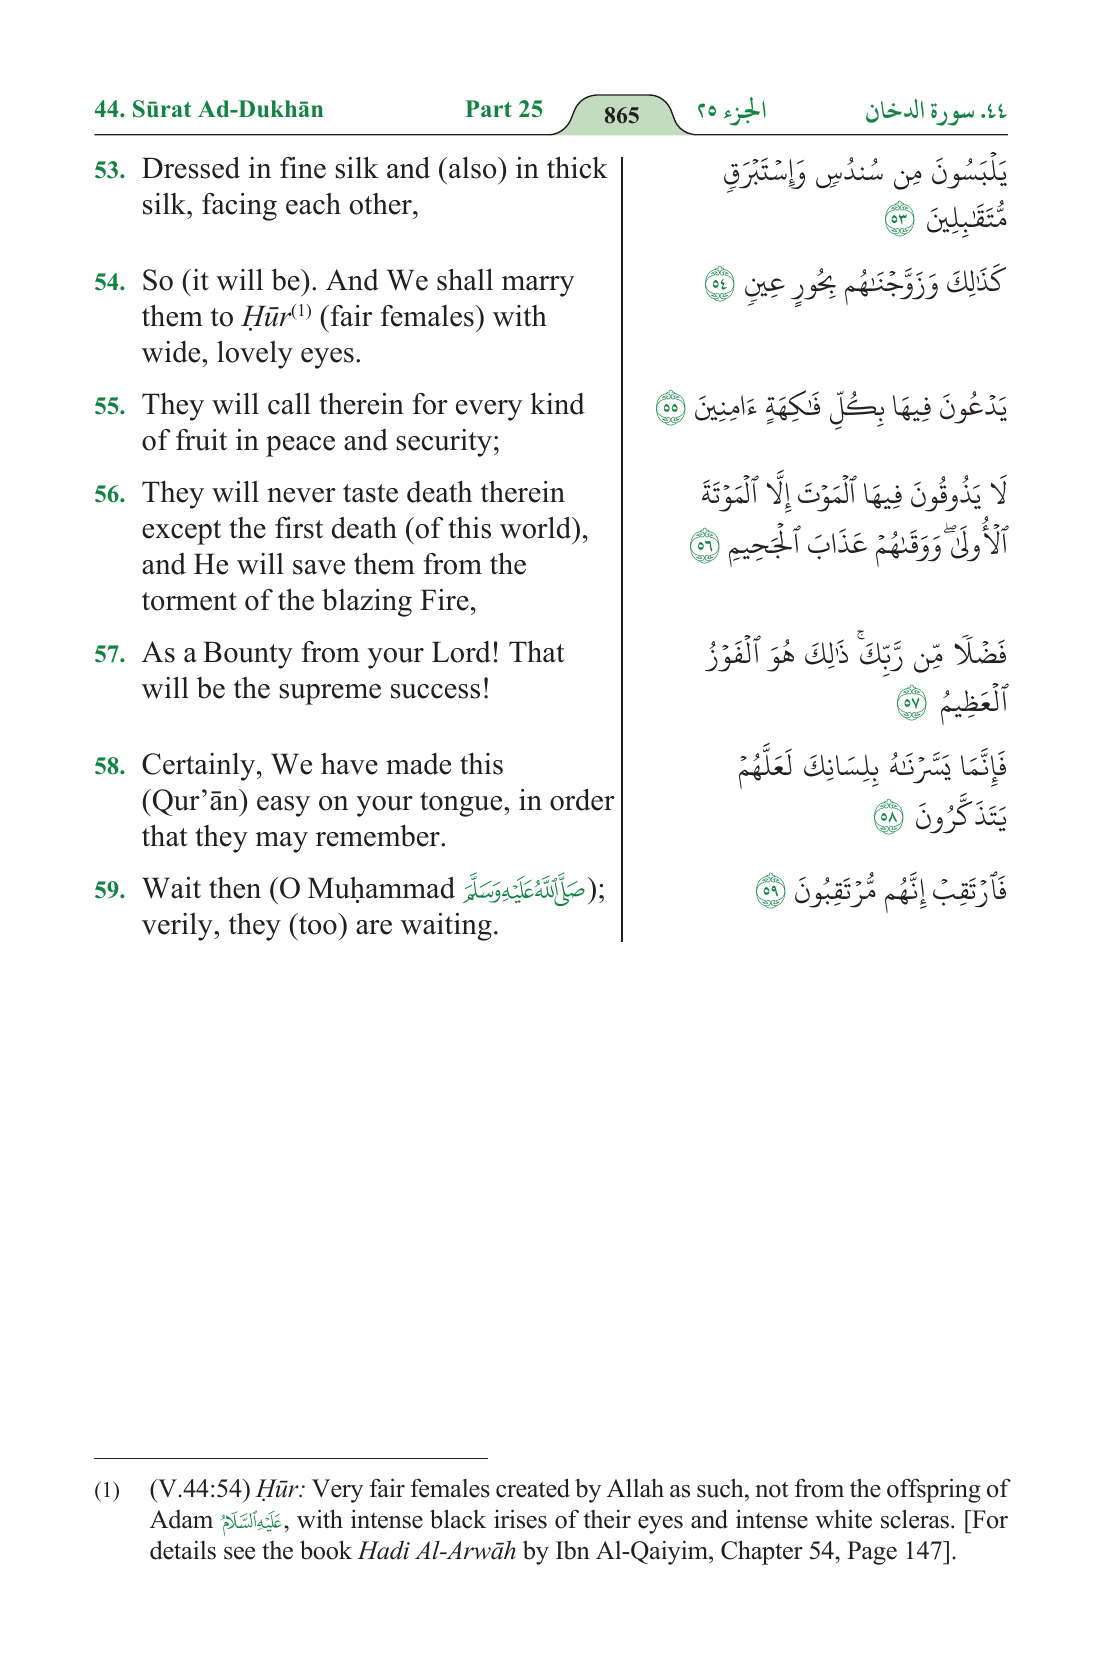 44. Sūrat Ad-Dukhān Part 25 865 الجزء ٢٥ ٤٤. سورة الدخان
53. Dressed in fine silk and (also) in thick
silk, facing each other,
يَلۡبَسُونَ مِن سُندُسٖ وَإِسۡتَبۡرَقٖ
مُّتَقَٰبِلِينَ ٥٣
54. So (it will be). And We shall marry
them to Ḥūr(1) (fair females) with
wide, lovely eyes.
كَذَٰلِكَ وَزَوَّجۡنَٰهُم بِحُورٍ عِينٖ ٥٤
55. They will call therein for every kind
of fruit in peace and security;
يَدۡعُونَ فِيهَا بِكُلِّ فَٰكِهَةٍ ءَامِنِينَ ٥٥
56. They will never taste death therein
except the first death (of this world),
and He will save them from the
torment of the blazing Fire,
لَا يَذُوقُونَ فِيهَا ٱلۡمَوۡتَ إِلَّا ٱلۡمَوۡتَةَ
ٱلۡأُولَىٰۖ وَوَقَىٰهُمۡ عَذَابَ ٱلۡجَحِيمِ ٥٦
57. As a Bounty from your Lord! That
will be the supreme success!
فَضۡلٗا مِّن رَّبِّكَۚ ذَٰلِكَ هُوَ ٱلۡفَوۡزُ
ٱلۡعَظِيمُ ٥٧
58. Certainly, We have made this
(Qur’ān) easy on your tongue, in order
that they may remember.
فَإِنَّمَا يَسَّرۡنَٰهُ بِلِسَانِكَ لَعَلَّهُمۡ
يَتَذَكَّرُونَ ٥٨
59. Wait then (O Muḥammad صَلَّى ٱللَّهُ عَلَيْهِ وَسَلَّمَ);
verily, they (too) are waiting.
فَٱرۡتَقِبۡ إِنَّهُم مُّرۡتَقِبُونَ ٥٩
(1) (V.44:54) Ḥūr: Very fair females created by Allah as such, not from the offspring of
Adam عَلَيْهِ ٱلسَّلَامُ, with intense black irises of their eyes and intense white scleras. [For
details see the book Hadi Al-Arwāh by Ibn Al-Qaiyim, Chapter 54, Page 147].